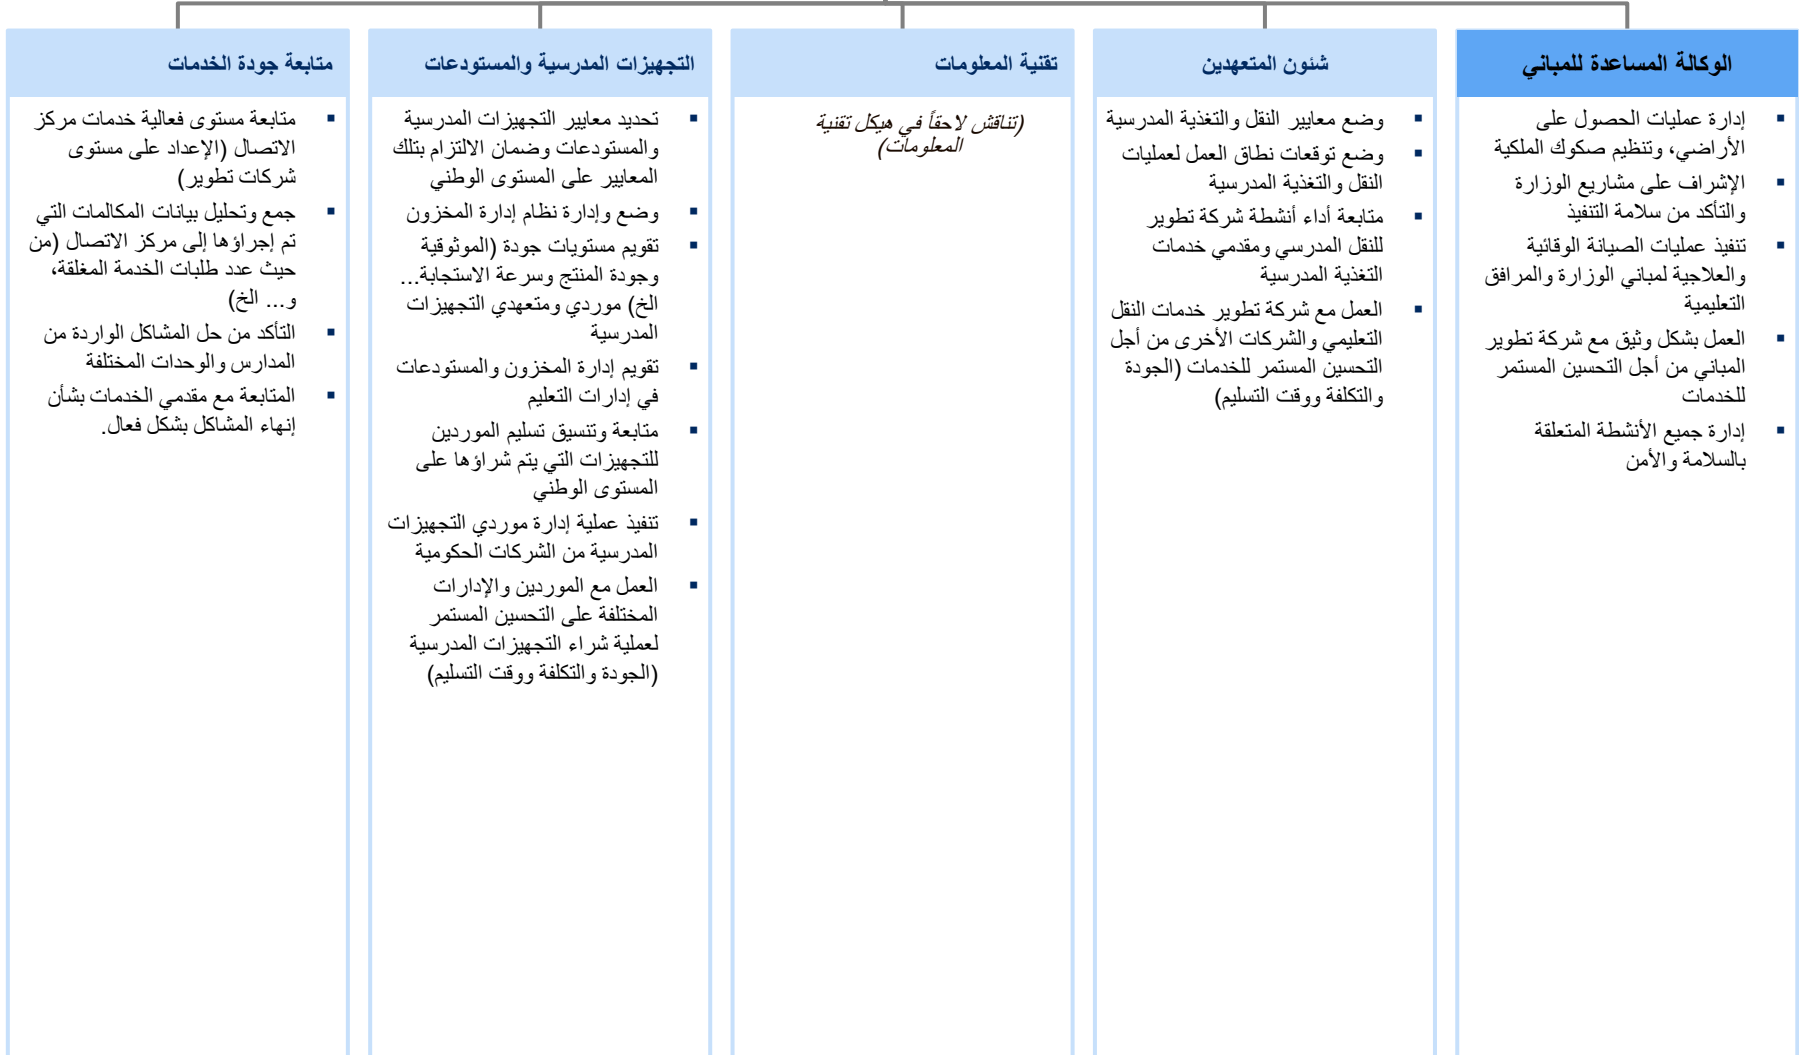 الوكالة المساعدة للمباني
إدارة عمليات الحصول على
الأراضي، وتنظيم صكوك الملكية
الإشراف على مشاريع الوزارة
والتأكد من سلامة التنفيذ
تنفيذ عمليات الصيانة الوقائية
والعلاجية لمباني الوزارة والمرافق
التعليمية
العمل بشكل وثيق مع شركة تطوير
المباني من أجل التحسين المستمر
للخدمات
إدارة جميع الأنشطة المتعلقة
بالسلامة والأمن
شئون المتعهدين
وضع معايير النقل والتغذية المدرسية
وضع توقعات نطاق العمل لعمليات
النقل والتغذية المدرسية
متابعة أداء أنشطة شركة تطوير
للنقل المدرسي ومقدمي خدمات
التغذية المدرسية
العمل مع شركة تطوير خدمات النقل
التعليمي والشركات الأخرى من أجل
التحسين المستمر للخدمات (الجودة
والتكلفة ووقت التسليم)
تقنية المعلومات
(تناقش لاحقاً في هيكل تقنية
المعلومات)
التجهيزات المدرسية والمستودعات
تحديد معايير التجهيزات المدرسية
والمستودعات وضمان الالتزام بتلك
المعايير على المستوى الوطني
وضع وإدارة نظام إدارة المخزون
تقويم مستويات جودة (الموثوقية
وجودة المنتج وسرعة الاستجابة...
الخ) موردي ومتعهدي التجهيزات
المدرسية
تقويم إدارة المخزون والمستودعات
في إدارات التعليم
متابعة وتنسيق تسليم الموردين
للتجهيزات التي يتم شراؤها على
المستوى الوطني
تنفيذ عملية إدارة موردي التجهيزات
المدرسية من الشركات الحكومية
العمل مع الموردين والإدارات
المختلفة على التحسين المستمر
لعملية شراء التجهيزات المدرسية
(الجودة والتكلفة ووقت التسليم)
متابعة جودة الخدمات
متابعة مستوى فعالية خدمات مركز
الاتصال (الإعداد على مستوى
شركات تطوير)
جمع وتحليل بيانات المكالمات التي
تم إجراؤها إلى مركز الاتصال (من
حيث عدد طلبات الخدمة المغلقة،
و... الخ)
التأكد من حل المشاكل الواردة من
المدارس والوحدات المختلفة
المتابعة مع مقدمي الخدمات بشأن
إنهاء المشاكل بشكل فعال.